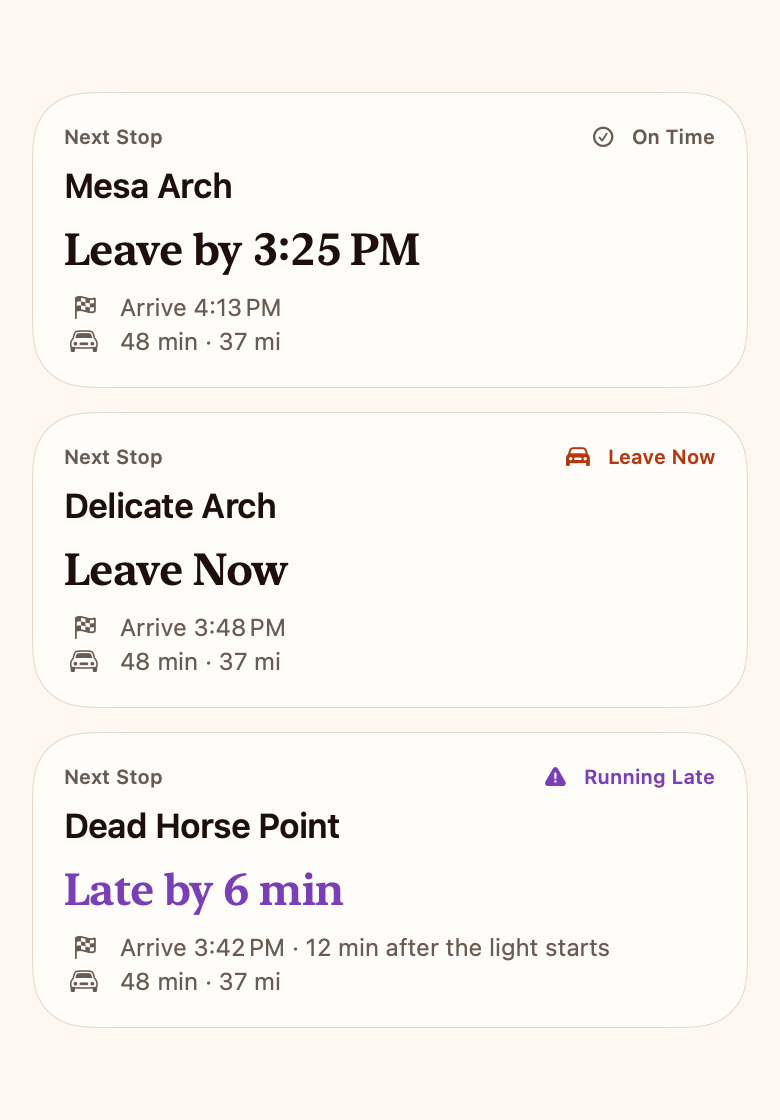 Next Stop
On Time
Mesa Arch
Leave by 3:25 PM
Arrive 4:13 PM
48 min · 37 mi
Next Stop
Leave Now
Delicate Arch
Leave Now
Arrive 3:48 PM
48 min · 37 mi
Next Stop
Running Late
Dead Horse Point
Late by 6 min
Arrive 3:42 PM · 12 min after the light starts
48 min · 37 mi